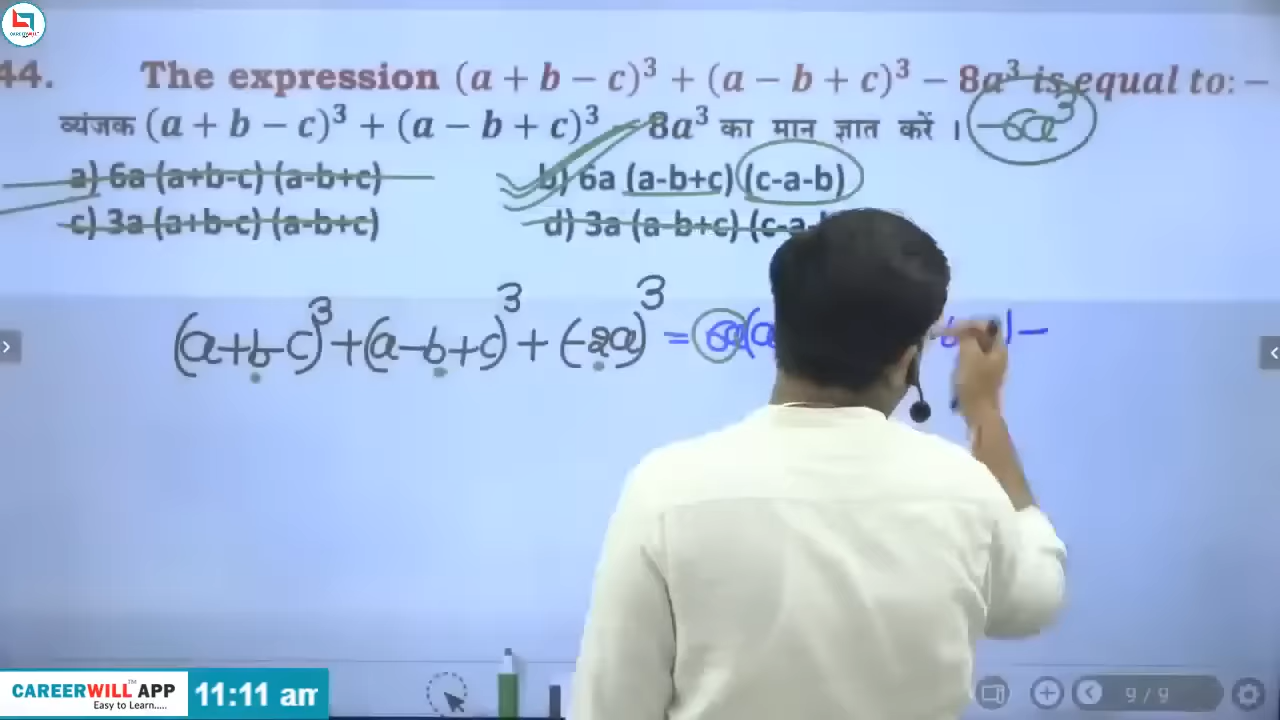 44. The expression (a + b − c)³ + (a − b + c)³ − 8a³ is equal to: −
व्यंजक (a + b − c)³ + (a − b + c)³ − 8a³ का मान ज्ञात करें । −6a³
a) 6a (a+b-c) (a-b+c) b) 6a (a-b+c) (c-a-b)
c) 3a (a+b-c) (a-b+c) d) 3a (a-b+c) (c-a-
(a+b-c)³+(a-b+c)³+(-2a)³ = 6a(a
CAREERWILL™ APP
Easy to Learn.....
11:11 am
9 / 9